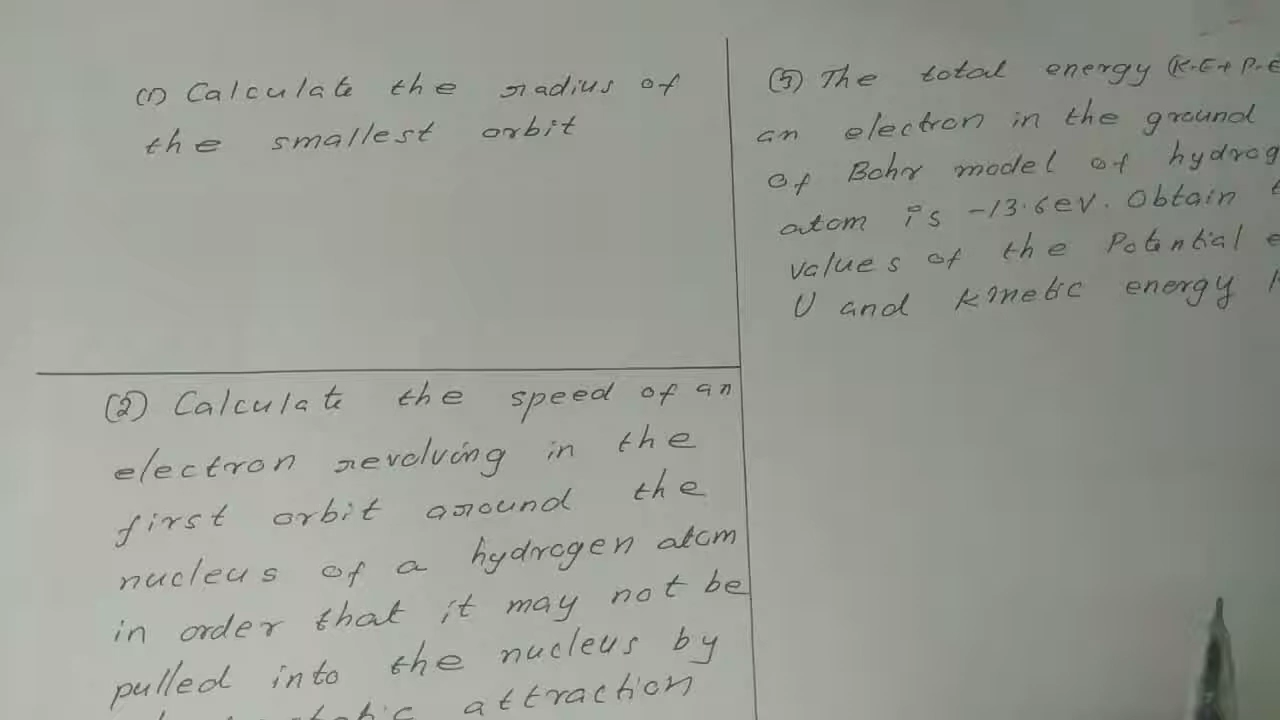 (1) Calculate the radius of
the smallest orbit
(2) Calculate the speed of an
electron revolving in the
first orbit around the
nucleus of a hydrogen atom
in order that it may not be
pulled into the nucleus by
attraction
(3) The total energy (K.E+ P.E
an electron in the ground
of Bohr model of hydrog
atom is -13.6eV. Obtain
values of the Potential
U and kinetic energy